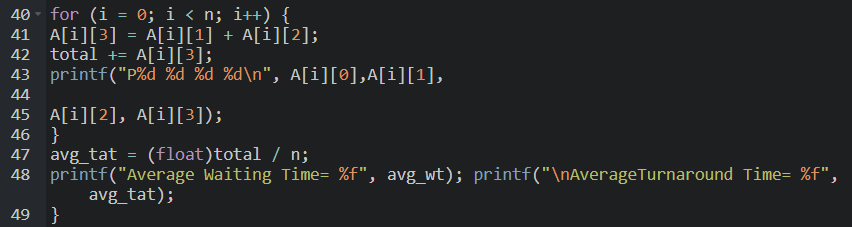 40 for (i = 0; i < n; i++) {
41 A[i][3] = A[i][1] + A[i][2];
42 total += A[i][3];
43 printf("P%d %d %d %d\n", A[i][0],A[i][1],
44
45 A[i][2], A[i][3]);
46 }
47 avg_tat = (float)total / n;
48 printf("Average Waiting Time= %f", avg_wt); printf("\nAverageTurnaround Time= %f",
avg_tat);
49 }